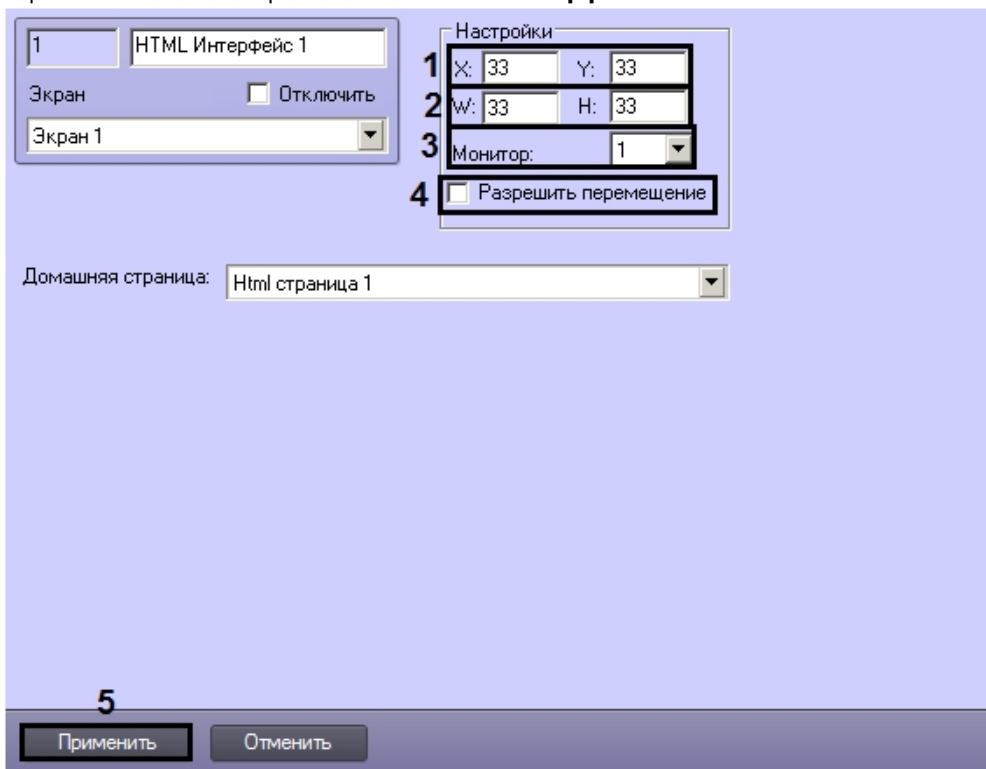 1 HTML Интерфейс 1
Экран Отключить
Экран 1
Настройки
1 X: 33 Y: 33
2 W: 33 H: 33
3 Монитор: 1
4 Разрешить перемещение
Домашняя страница: Html страница 1
5
Применить Отменить